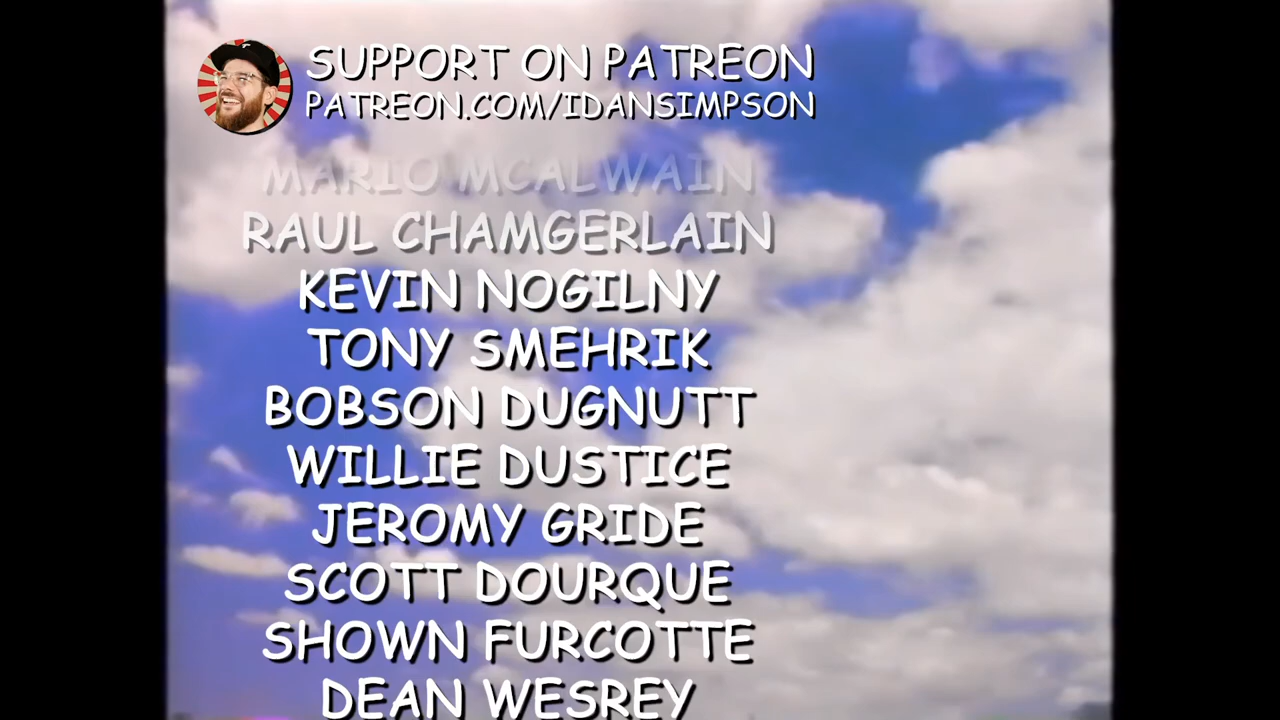 SUPPORT ON PATREON
PATREON.COM/IDANSIMPSON
MARIO MCALWAIN
RAUL CHAMGERLAIN
KEVIN NOGILNY
TONY SMEHRIK
BOBSON DUGNUTT
WILLIE DUSTICE
JEROMY GRIDE
SCOTT DOURQUE
SHOWN FURCOTTE
DEAN WESREY